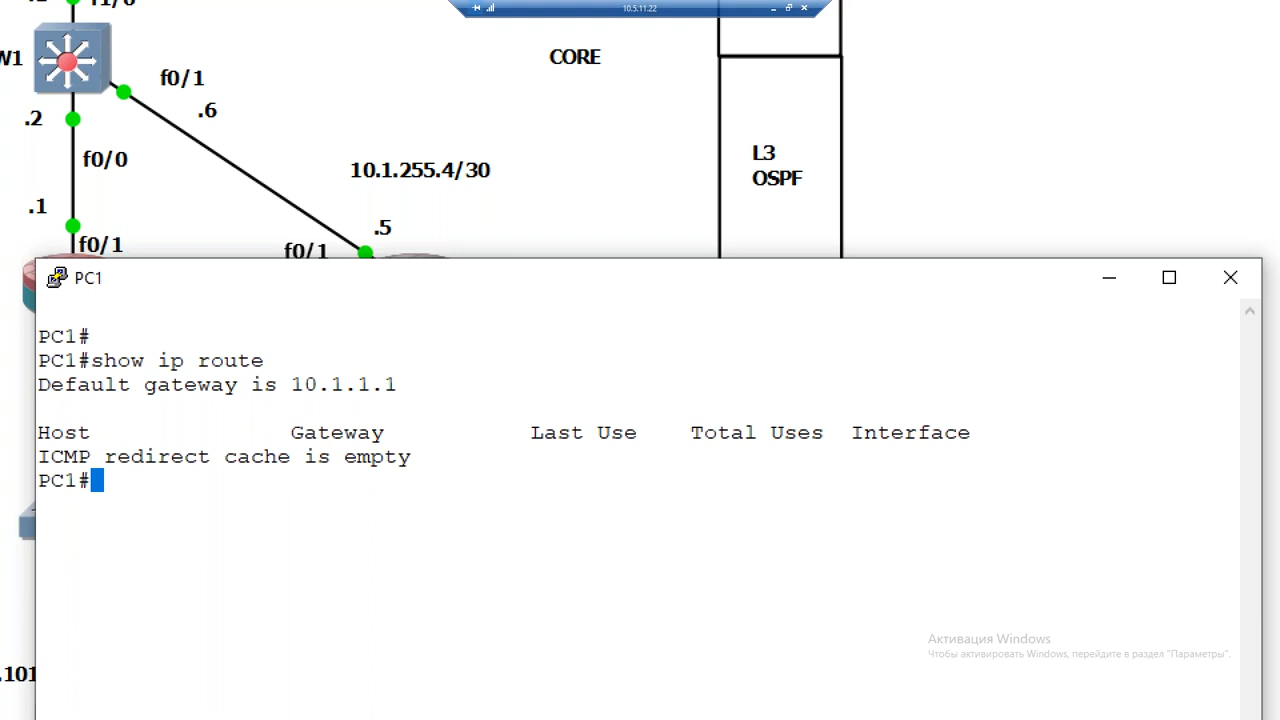 10.5.11.22
CORE
W1
f0/1
.6
.2
f0/0
10.1.255.4/30
L3
OSPF
.1
.5
f0/1
f0/1
PC1
PC1#
PC1#show ip route
Default gateway is 10.1.1.1
Host Gateway Last Use Total Uses Interface
ICMP redirect cache is empty
PC1#
Активация Windows
Чтобы активировать Windows, перейдите в раздел "Параметры".
.101